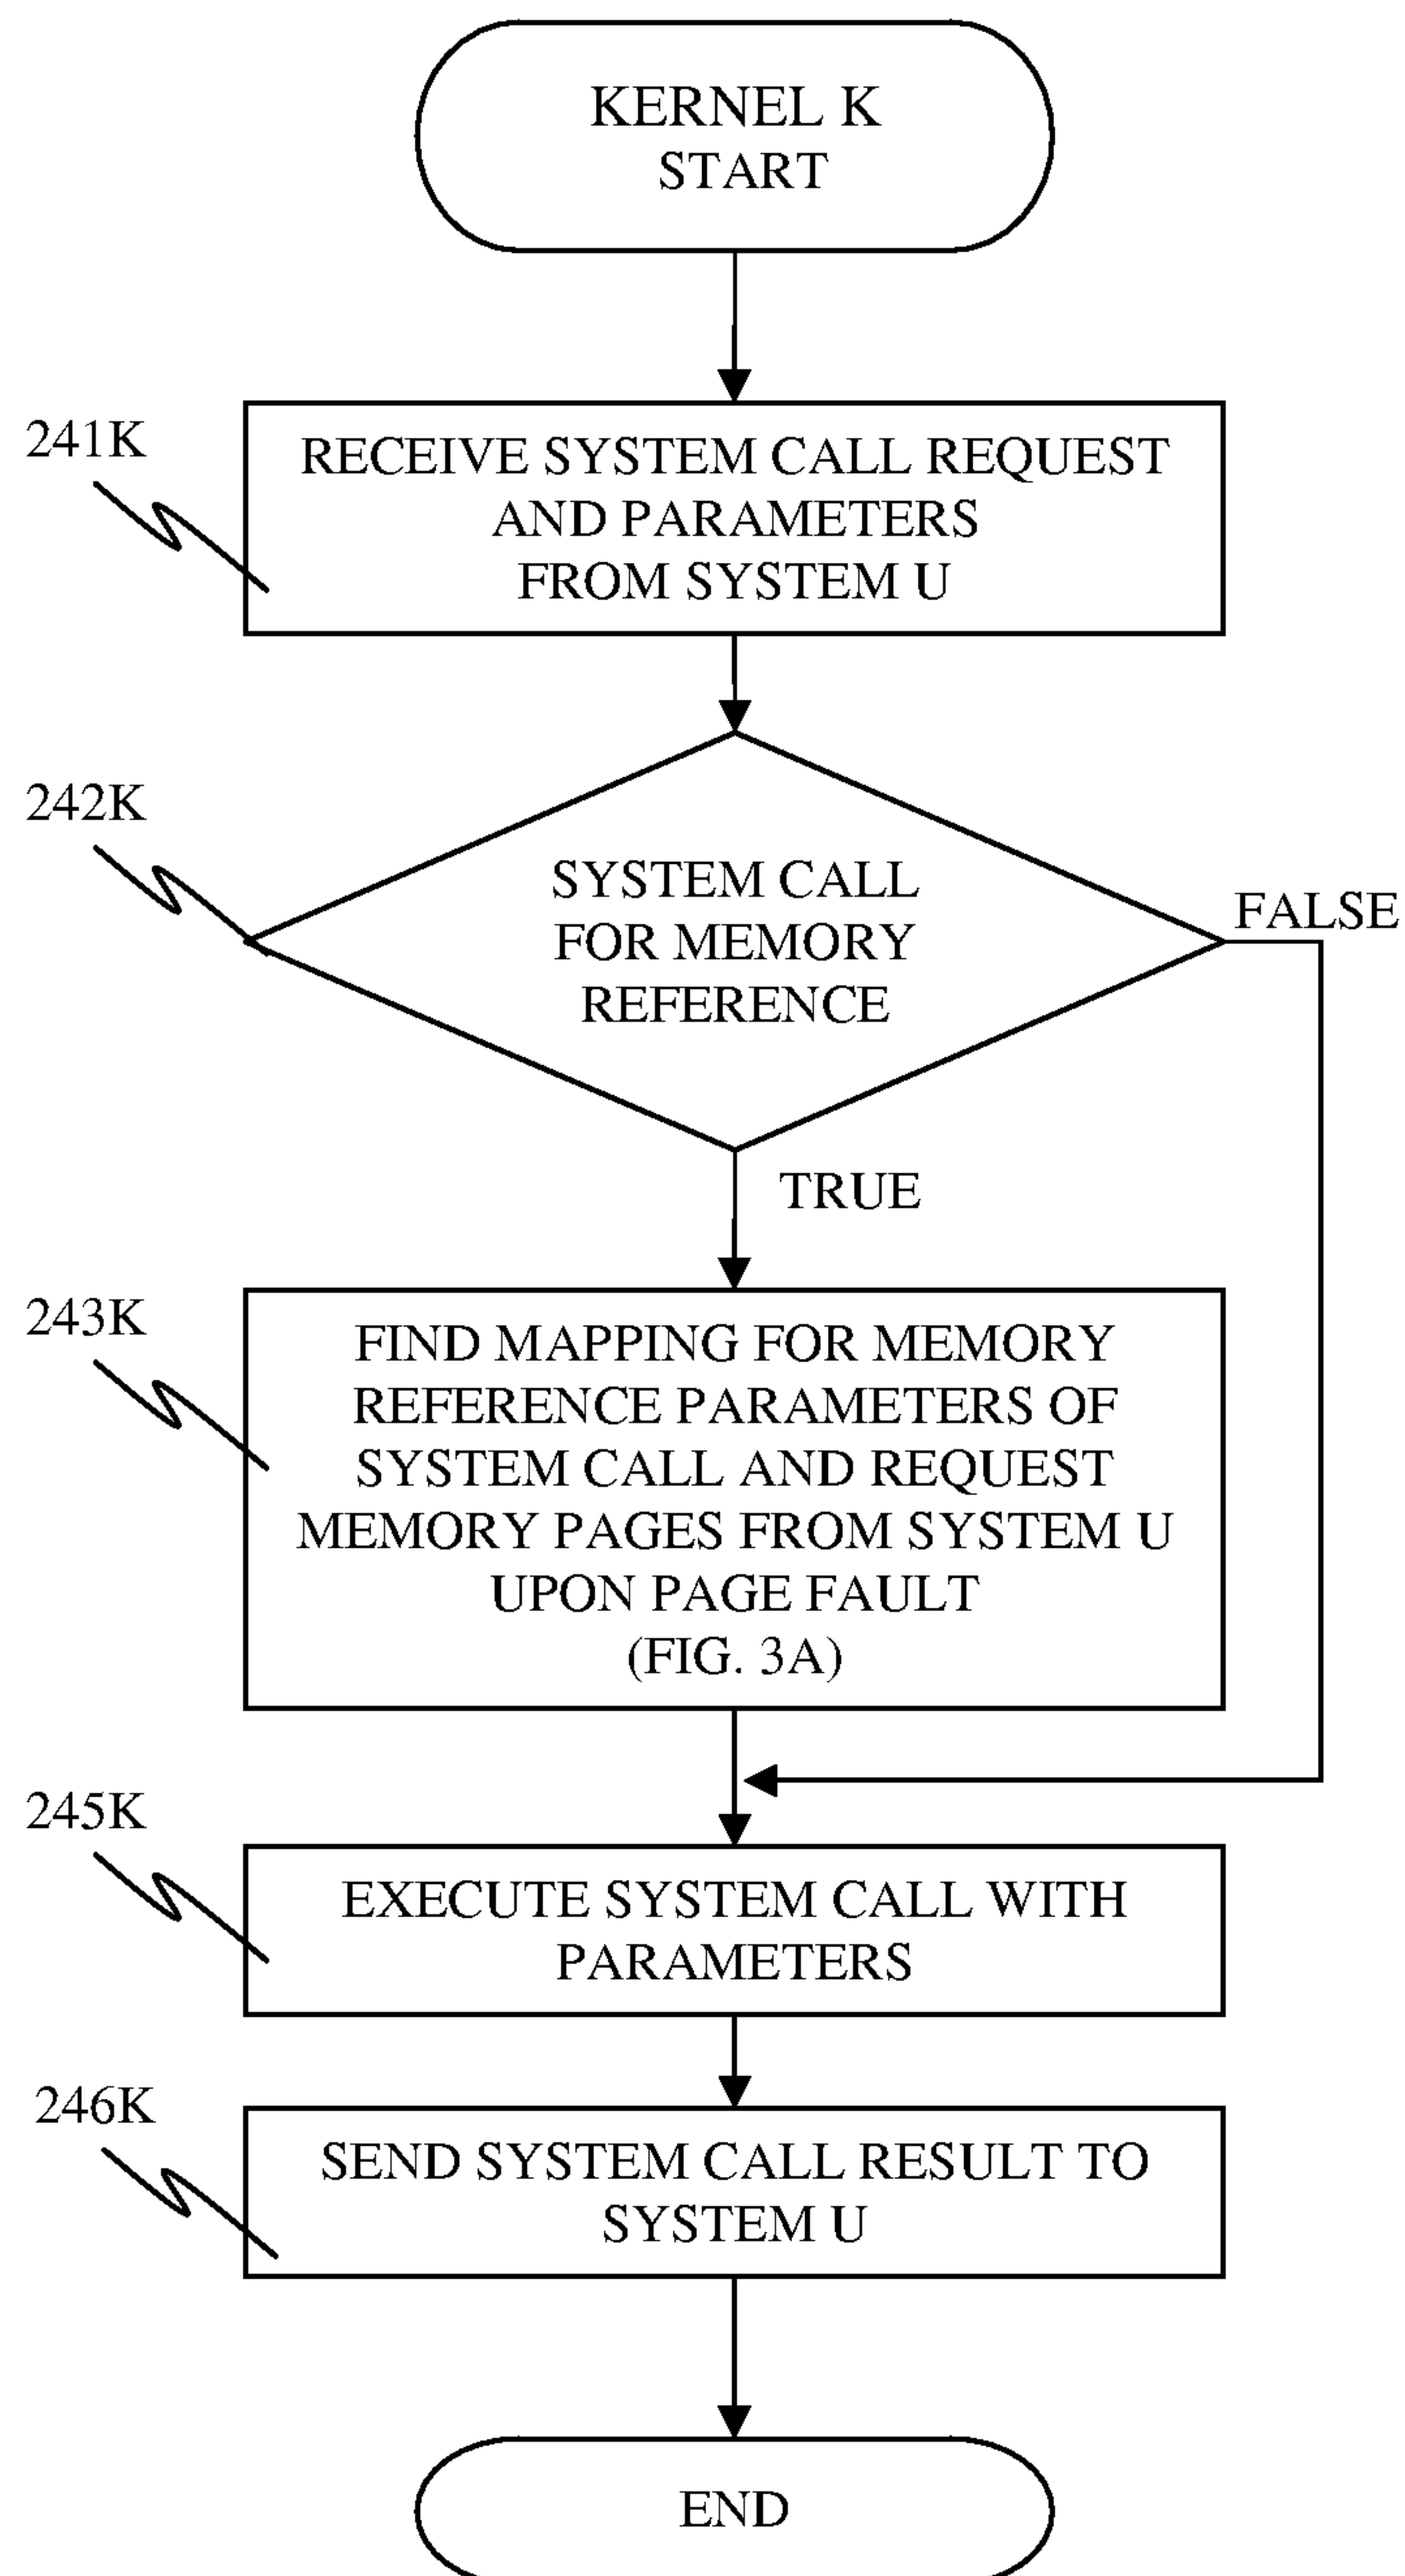 KERNEL K
START
241K
RECEIVE SYSTEM CALL REQUEST
AND PARAMETERS
FROM SYSTEM U
242K
SYSTEM CALL
FOR MEMORY
REFERENCE
FALSE
TRUE
243K
FIND MAPPING FOR MEMORY
REFERENCE PARAMETERS OF
SYSTEM CALL AND REQUEST
MEMORY PAGES FROM SYSTEM U
UPON PAGE FAULT
(FIG. 3A)
245K
EXECUTE SYSTEM CALL WITH
PARAMETERS
246K
SEND SYSTEM CALL RESULT TO
SYSTEM U
END